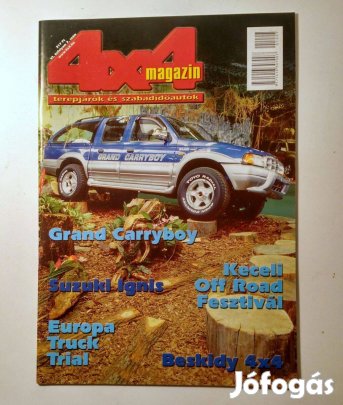 4x4
magazin
terepjárók és szabadidőautók
GRAND CARRYBOY
Grand Carryboy
Suzuki Ignis
Keceli
Off Road
Fesztivál
Europa
Truck
Trial
Beskidy 4x4
Jófogás